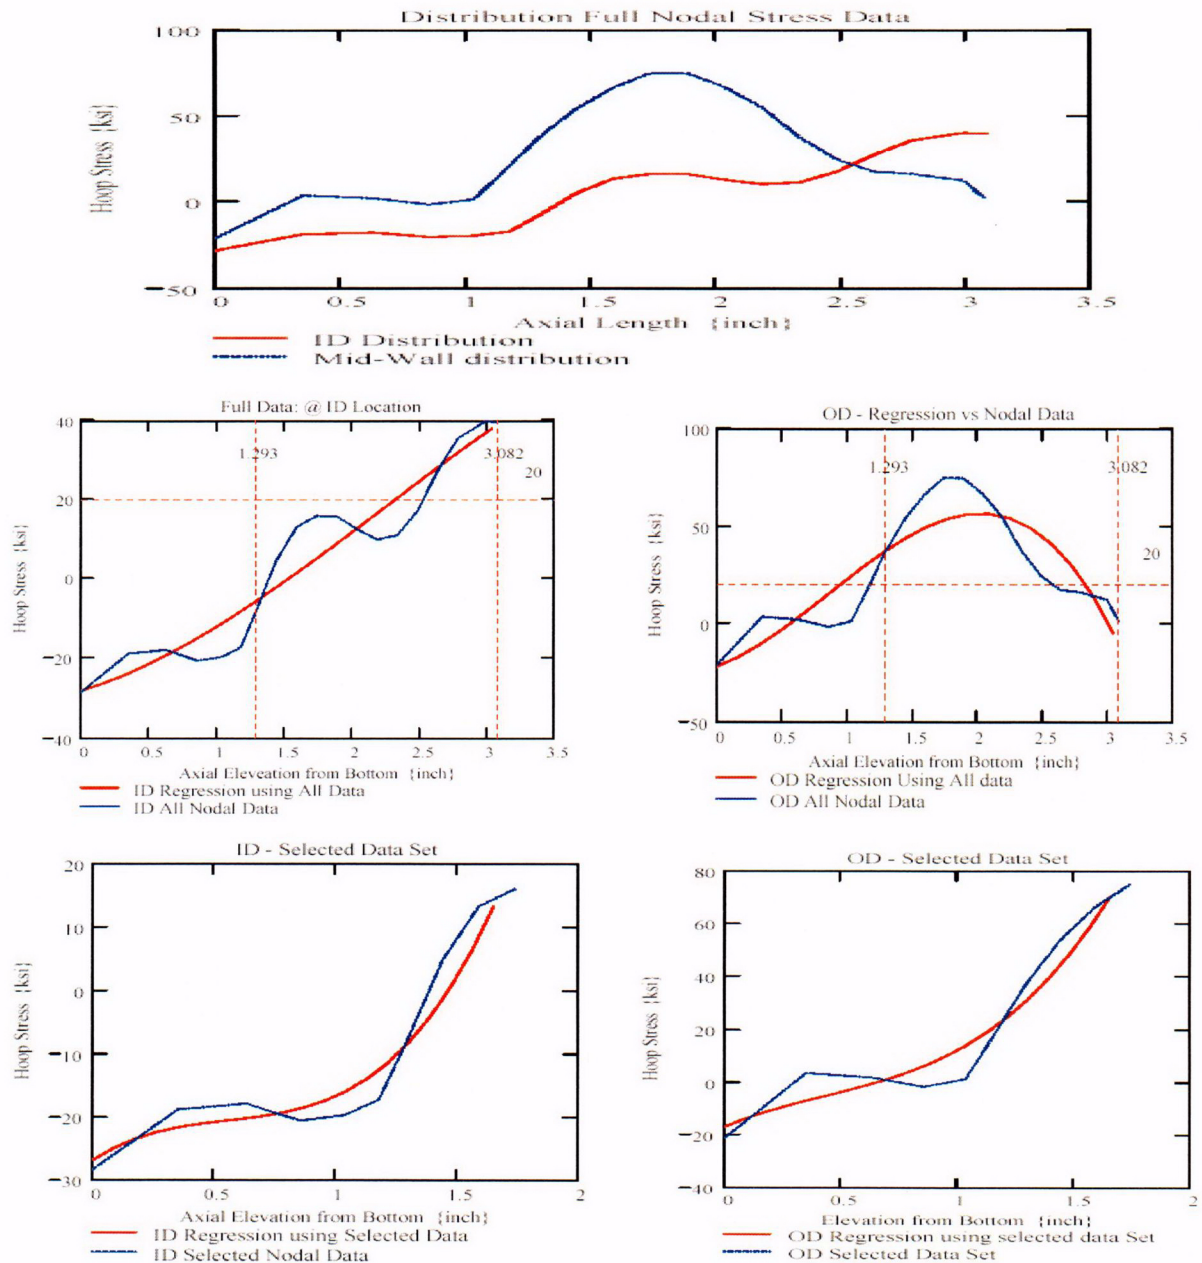 Distribution Full Nodal Stress Data
100
50
0
−50
Hoop Stress {ksi}
0 0.5 1 1.5 2 2.5 3 3.5
Axial Length {inch}
ID Distribution
Mid-Wall distribution
Full Data: @ ID Location
40
20
0
−20
−40
1.293
3.082
20
Hoop Stress {ksi}
0 0.5 1 1.5 2 2.5 3 3.5
Axial Elevation from Bottom {inch}
ID Regression using All Data
ID All Nodal Data
OD - Regression vs Nodal Data
100
50
0
−50
1.293
3.082
20
Hoop Stress {ksi}
0 0.5 1 1.5 2 2.5 3 3.5
Axial Elevation from Bottom {inch}
OD Regression Using All data
OD All Nodal Data
ID - Selected Data Set
20
10
0
−10
−20
−30
Hoop Stress {ksi}
0 0.5 1 1.5 2
Axial Elevation from Bottom {inch}
ID Regression using Selected Data
ID Selected Nodal Data
OD - Selected Data Set
80
60
40
20
0
−20
−40
Hoop Stress {ksi}
0 0.5 1 1.5 2
Elevation from Bottom {inch}
OD Regression using selected data Set
OD Selected Data Set